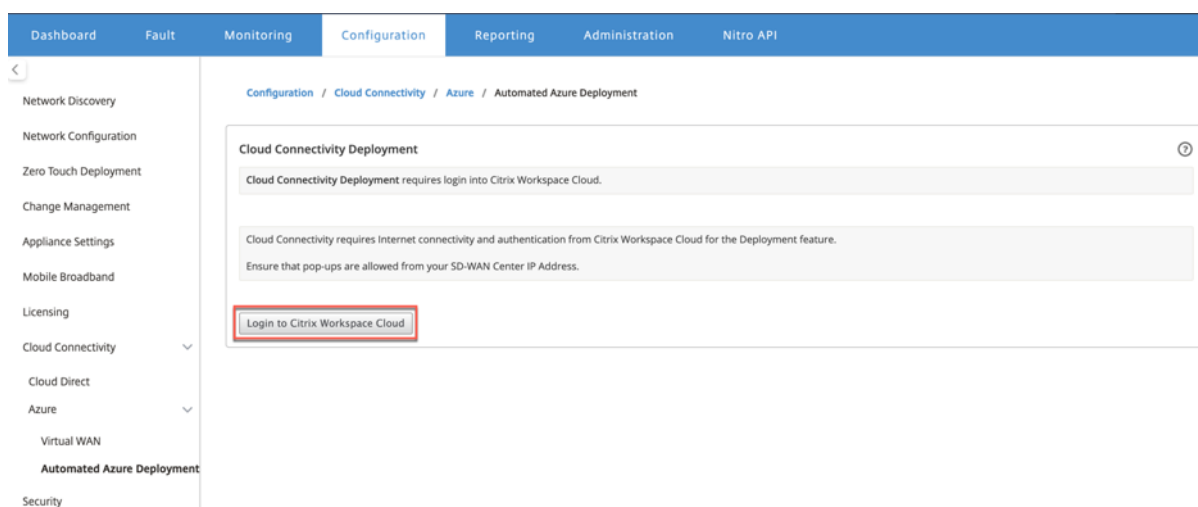 Dashboard Fault Monitoring Configuration Reporting Administration Nitro API
Network Discovery
Network Configuration
Zero Touch Deployment
Change Management
Appliance Settings
Mobile Broadband
Licensing
Cloud Connectivity
Cloud Direct
Azure
Virtual WAN
Automated Azure Deployment
Security
Configuration / Cloud Connectivity / Azure / Automated Azure Deployment
Cloud Connectivity Deployment
Cloud Connectivity Deployment requires login into Citrix Workspace Cloud.
Cloud Connectivity requires Internet connectivity and authentication from Citrix Workspace Cloud for the Deployment feature.
Ensure that pop-ups are allowed from your SD-WAN Center IP Address.
Login to Citrix Workspace Cloud